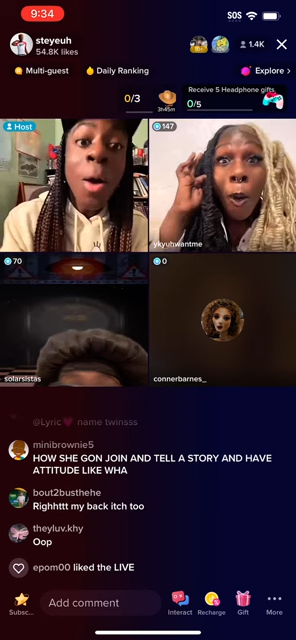 9:34
SOS
steyeuh
54.8K likes
1.4K
Multi-guest
Daily Ranking
Explore >
0/3
3h45m
Receive 5 Headphone gifts
0/5
Host
147
ykyuhwantme
70
solarsistas
0
connerbarnes_
@Lyric name twinsss
minibrownie5
HOW SHE GON JOIN AND TELL A STORY AND HAVE
ATTITUDE LIKE WHA
bout2busthehe
Righhttt my back itch too
theyluv.khy
Oop
epom00 liked the LIVE
Subsc...
Add comment
Interact
Recharge
Gift
More